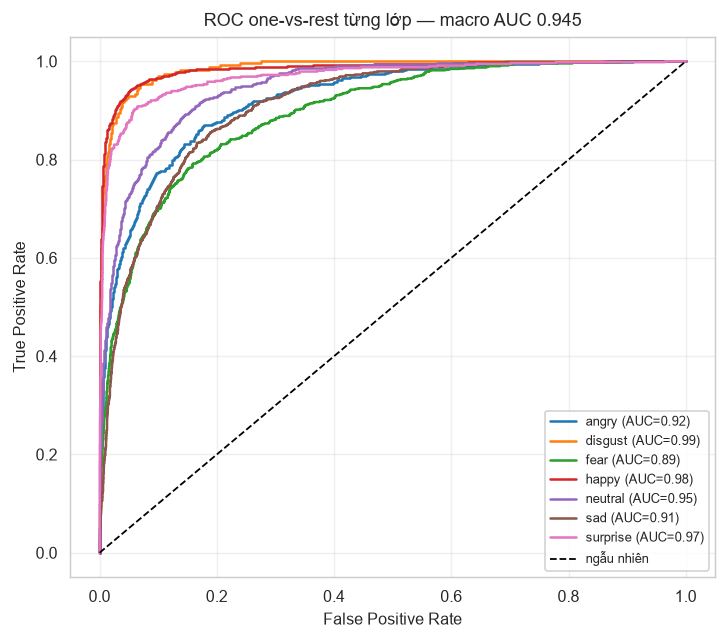 ROC one-vs-rest từng lớp — macro AUC 0.945
True Positive Rate
1.0
0.8
0.6
0.4
0.2
0.0
0.0 0.2 0.4 0.6 0.8 1.0
False Positive Rate
angry (AUC=0.92)
disgust (AUC=0.99)
fear (AUC=0.89)
happy (AUC=0.98)
neutral (AUC=0.95)
sad (AUC=0.91)
surprise (AUC=0.97)
ngẫu nhiên